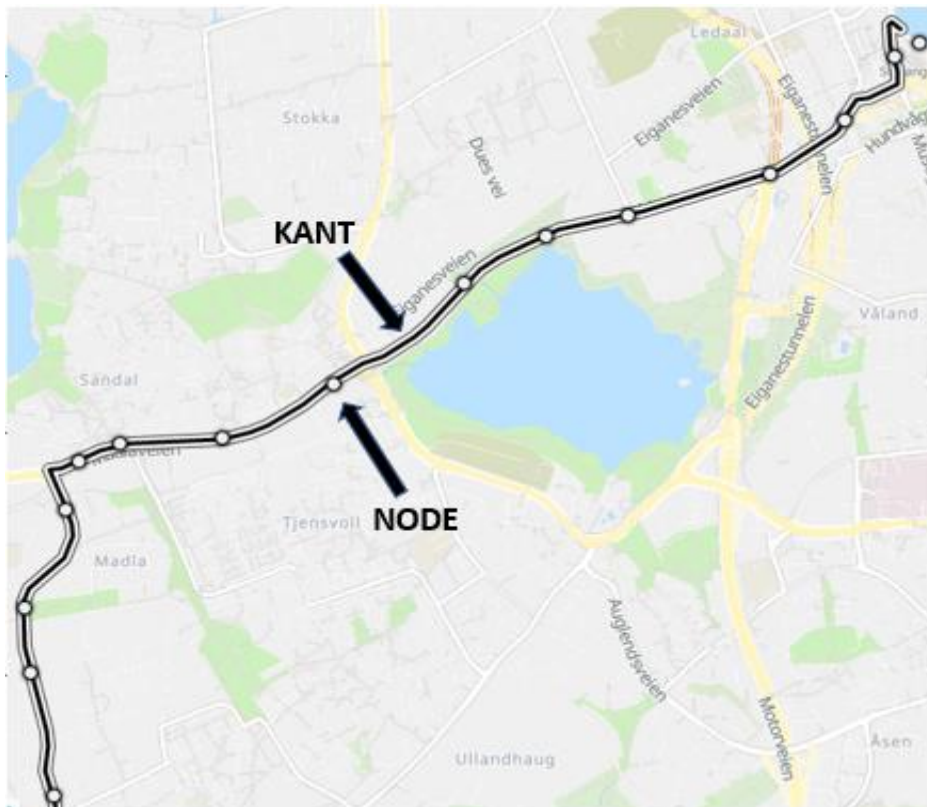 Ledaal
Stokka
Eiganesveien
Eiganestunnelen
Hundvåg
Dues vei
KANT
Eiganesveien
Våland
Eiganestunnelen
Sandal
NODE
Tjensvoll
Madla
Auglendsveien
Motorveien
Åsen
Ullandhaug